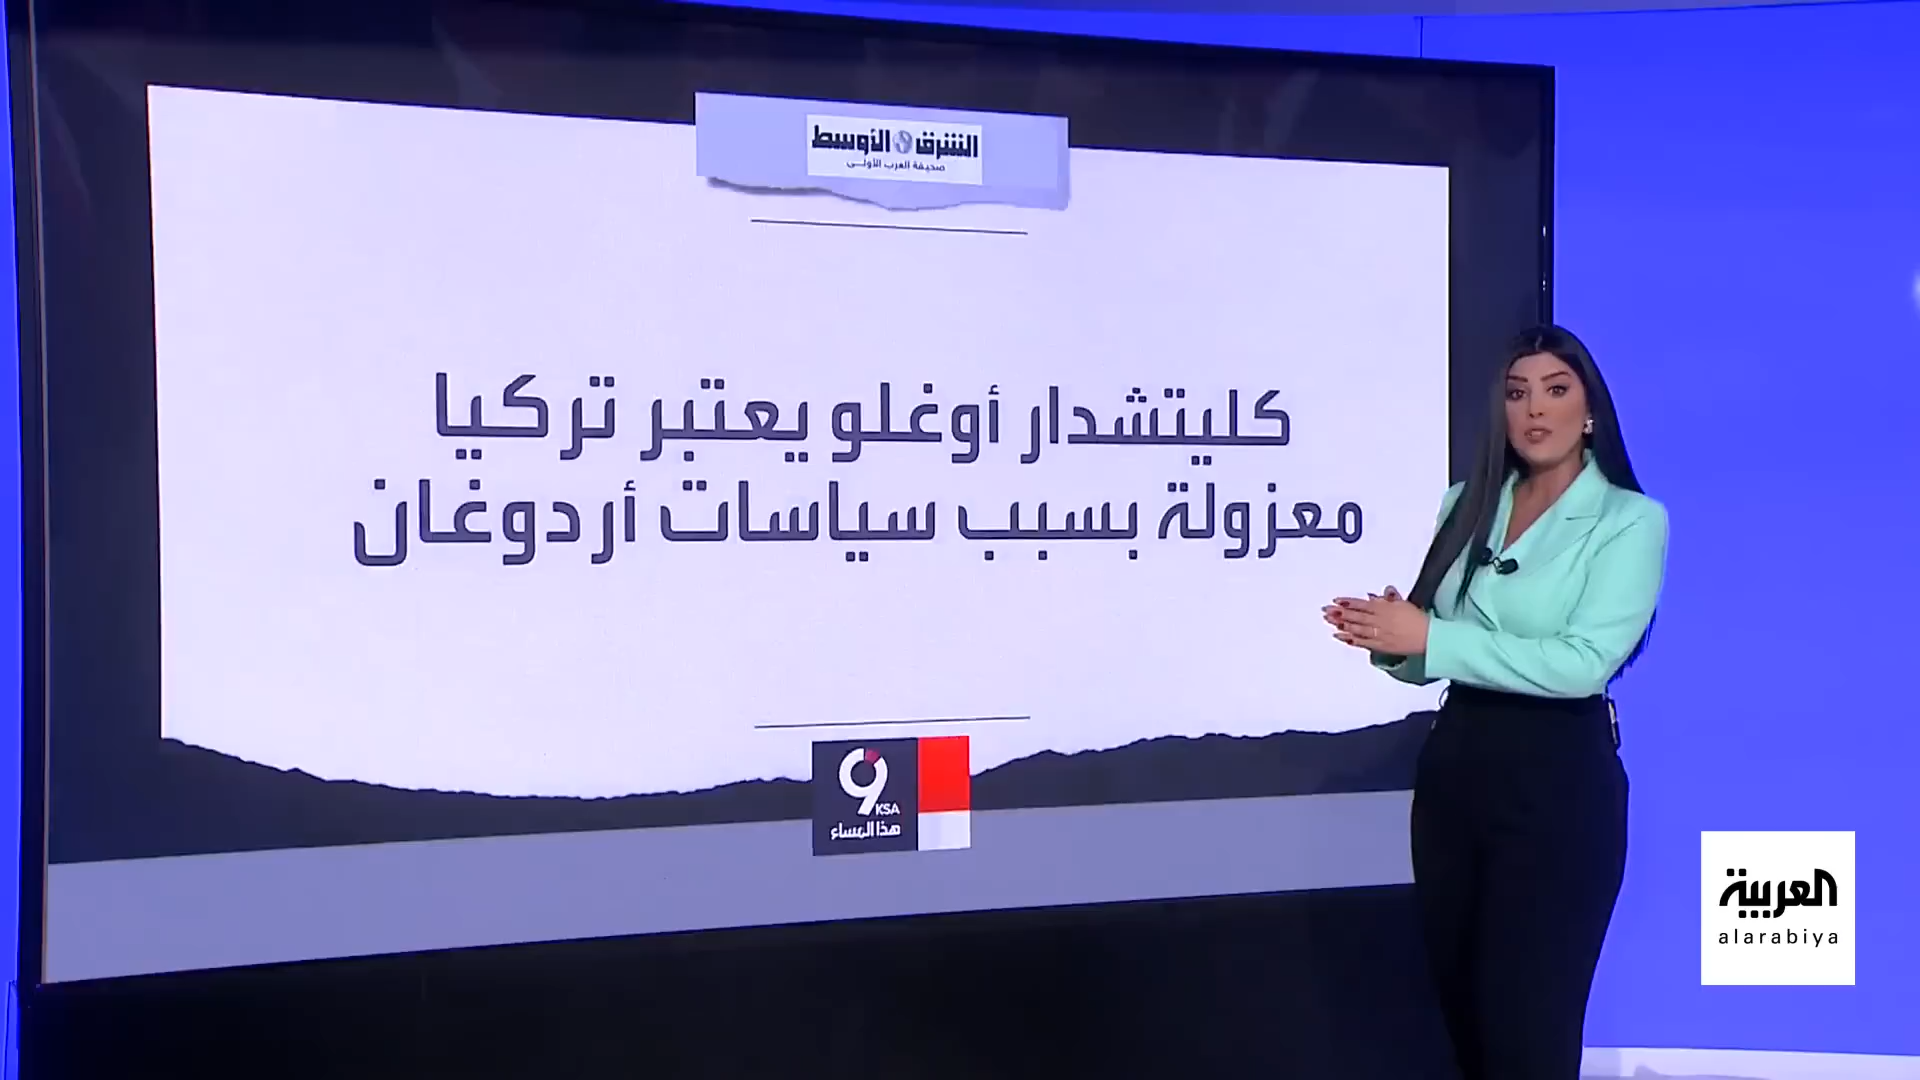 الشرق الأوسط
صحيفة العرب الأولى
كليتشدار أوغلو يعتبر تركيا
معزولة بسبب سياسات أردوغان
9
KSA
هذا المساء
العربية
alarabiya